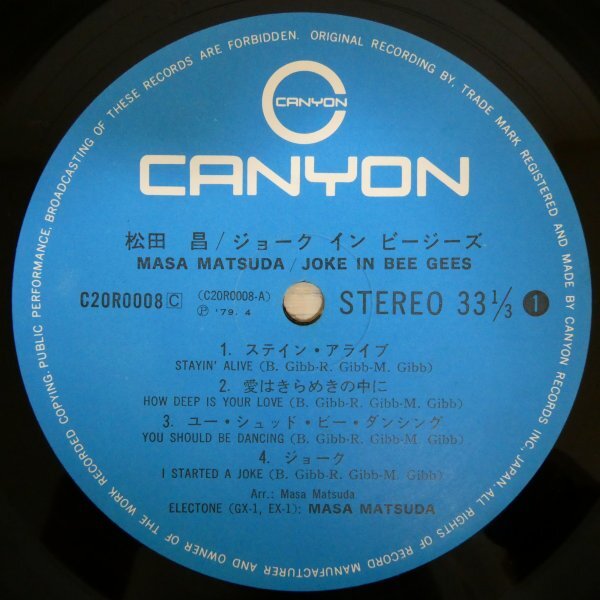 UNAUTHORIZED COPYING, PUBLIC PERFORMANCE, BROADCASTING OF THESE RECORDS ARE FORBIDDEN. ORIGINAL RECORDING BY, TRADE MARK REGISTERED AND MADE BY CANYON RECORDS INC, JAPAN. ALL RIGHTS OF RECORD MANUFACTURER AND OWNER OF THE WORK RECORDED
CANYON
CANYON
松田 昌/ジョーク イン ビージーズ
MASA MATSUDA/JOKE IN BEE GEES
C20R0008 C (C20R0008-A) STEREO 33 1/3 1
Ⓟ '79. 4
1. ステイン・アライブ
STAYIN' ALIVE (B. Gibb-R. Gibb-M. Gibb)
2. 愛はきらめきの中に
HOW DEEP IS YOUR LOVE (B. Gibb-R. Gibb-M. Gibb)
3. ユー・シュッド・ビー・ダンシング
YOU SHOULD BE DANCING (B. Gibb-R. Gibb-M. Gibb)
4. ジョーク
I STARTED A JOKE (B. Gibb-R. Gibb-M. Gibb)
Arr.: Masa Matsuda
ELECTONE (GX-1, EX-1): MASA MATSUDA